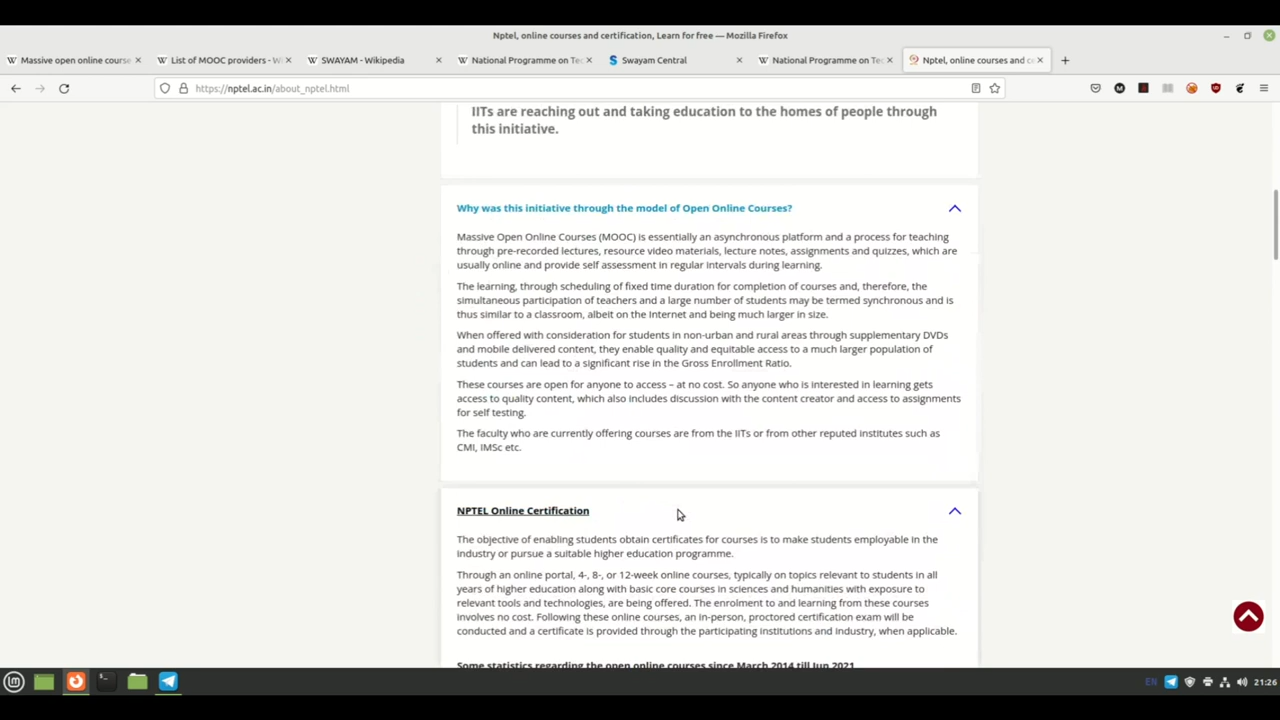 Nptel, online courses and certification, Learn for free — Mozilla Firefox
Massive open online course
List of MOOC providers - W
SWAYAM - Wikipedia
National Programme on Tec
Swayam Central
National Programme on Te
Nptel, online courses and ce
https://nptel.ac.in/about_nptel.html
IITs are reaching out and taking education to the homes of people through
this initiative.
Why was this initiative through the model of Open Online Courses?
Massive Open Online Courses (MOOC) is essentially an asynchronous platform and a process for teaching
through pre-recorded lectures, resource video materials, lecture notes, assignments and quizzes, which are
usually online and provide self assessment in regular intervals during learning.
The learning, through scheduling of fixed time duration for completion of courses and, therefore, the
simultaneous participation of teachers and a large number of students may be termed synchronous and is
thus similar to a classroom, albeit on the Internet and being much larger in size.
When offered with consideration for students in non-urban and rural areas through supplementary DVDs
and mobile delivered content, they enable quality and equitable access to a much larger population of
students and can lead to a significant rise in the Gross Enrollment Ratio.
These courses are open for anyone to access – at no cost. So anyone who is interested in learning gets
access to quality content, which also includes discussion with the content creator and access to assignments
for self testing.
The faculty who are currently offering courses are from the IITs or from other reputed institutes such as
CMI, IMSc etc.
NPTEL Online Certification
The objective of enabling students obtain certificates for courses is to make students employable in the
industry or pursue a suitable higher education programme.
Through an online portal, 4-, 8-, or 12-week online courses, typically on topics relevant to students in all
years of higher education along with basic core courses in sciences and humanities with exposure to
relevant tools and technologies, are being offered. The enrolment to and learning from these courses
involves no cost. Following these online courses, an in-person, proctored certification exam will be
conducted and a certificate is provided through the participating institutions and industry, when applicable.
Some statistics regarding the open online courses since March 2014 till Jun 2021
EN
21:26